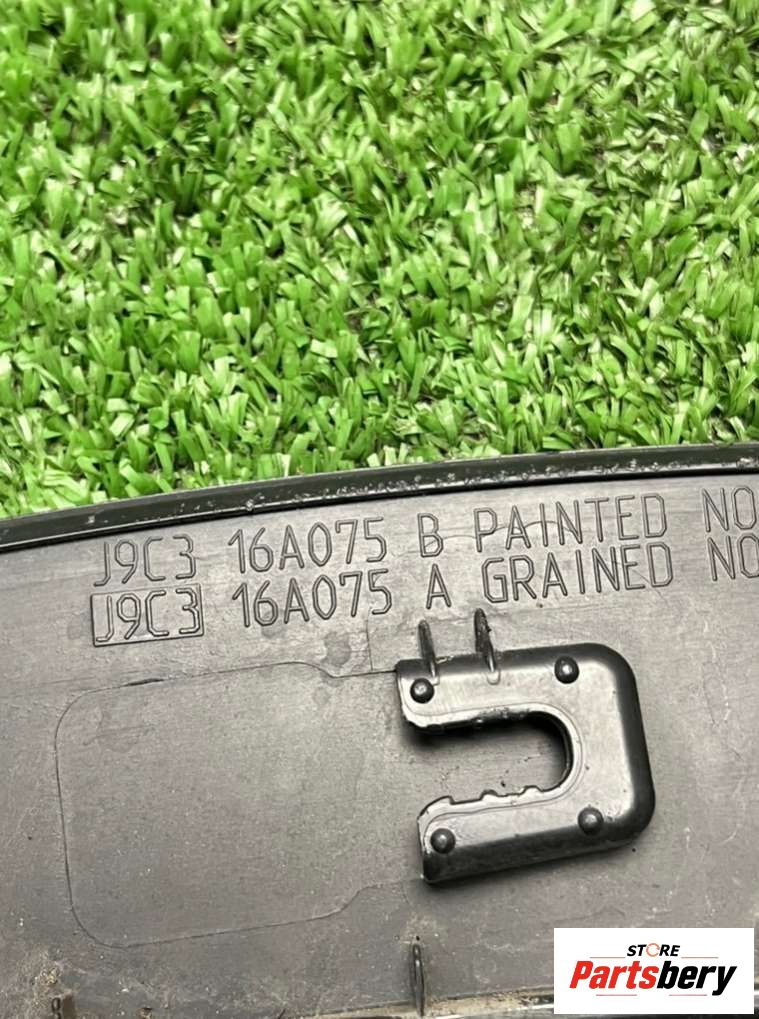 J9C3 16A075 B PAINTED NO
J9C3 16A075 A GRAINED NO
STORE
Partsbery